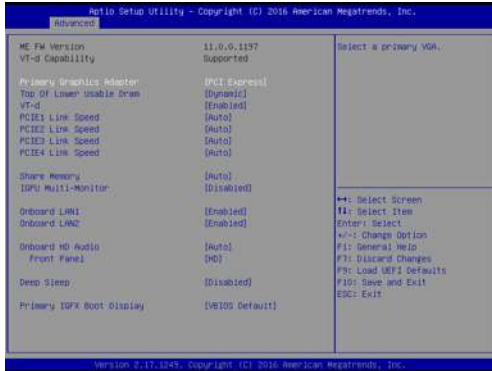 Aptio Setup Utility - Copyright (C) 2016 American Megatrends, Inc.
Advanced
ME FW Version 11.0.0.1197
VT-d Capability Supported
Primary Graphics Adapter [PCI Express]
Top Of Lower Usable Dram [Dynamic]
VT-d [Enabled]
PCIE1 Link Speed [Auto]
PCIE2 Link Speed [Auto]
PCIE3 Link Speed [Auto]
PCIE4 Link Speed [Auto]
Share Memory [Auto]
IGPU Multi-Monitor [Disabled]
Onboard LAN1 [Enabled]
Onboard LAN2 [Enabled]
Onboard HD Audio [Auto]
Front Panel [HD]
Deep Sleep [Disabled]
Primary IGFX Boot Display [VBIOS Default]
Select a primary VGA.
↔: Select Screen
↑↓: Select Item
Enter: Select
+/-: Change Option
F1: General Help
F7: Discard Changes
F9: Load UEFI Defaults
F10: Save and Exit
ESC: Exit
Version 2.17.1249. Copyright (C) 2016 American Megatrends, Inc.